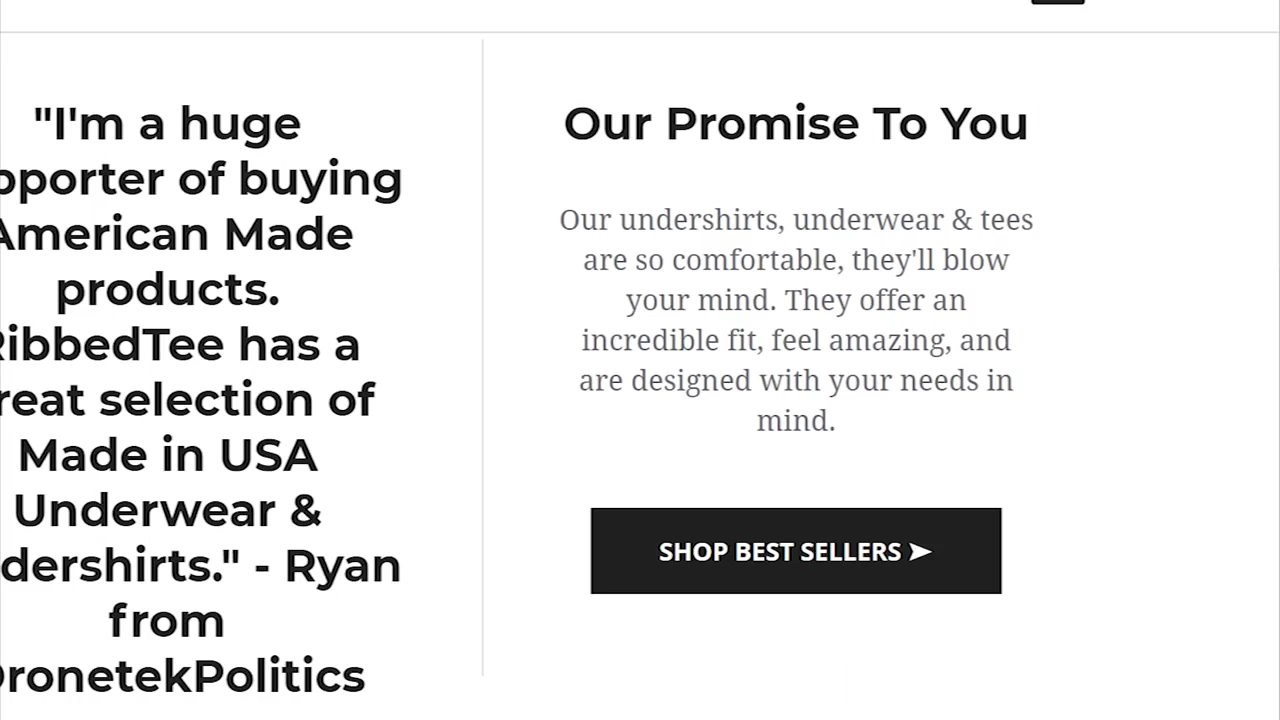 "I'm a huge
pporter of buying
American Made
products.
RibbedTee has a
reat selection of
Made in USA
Underwear &
dershirts." - Ryan
from
DronetekPolitics
Our Promise To You
Our undershirts, underwear & tees
are so comfortable, they'll blow
your mind. They offer an
incredible fit, feel amazing, and
are designed with your needs in
mind.
SHOP BEST SELLERS ➤